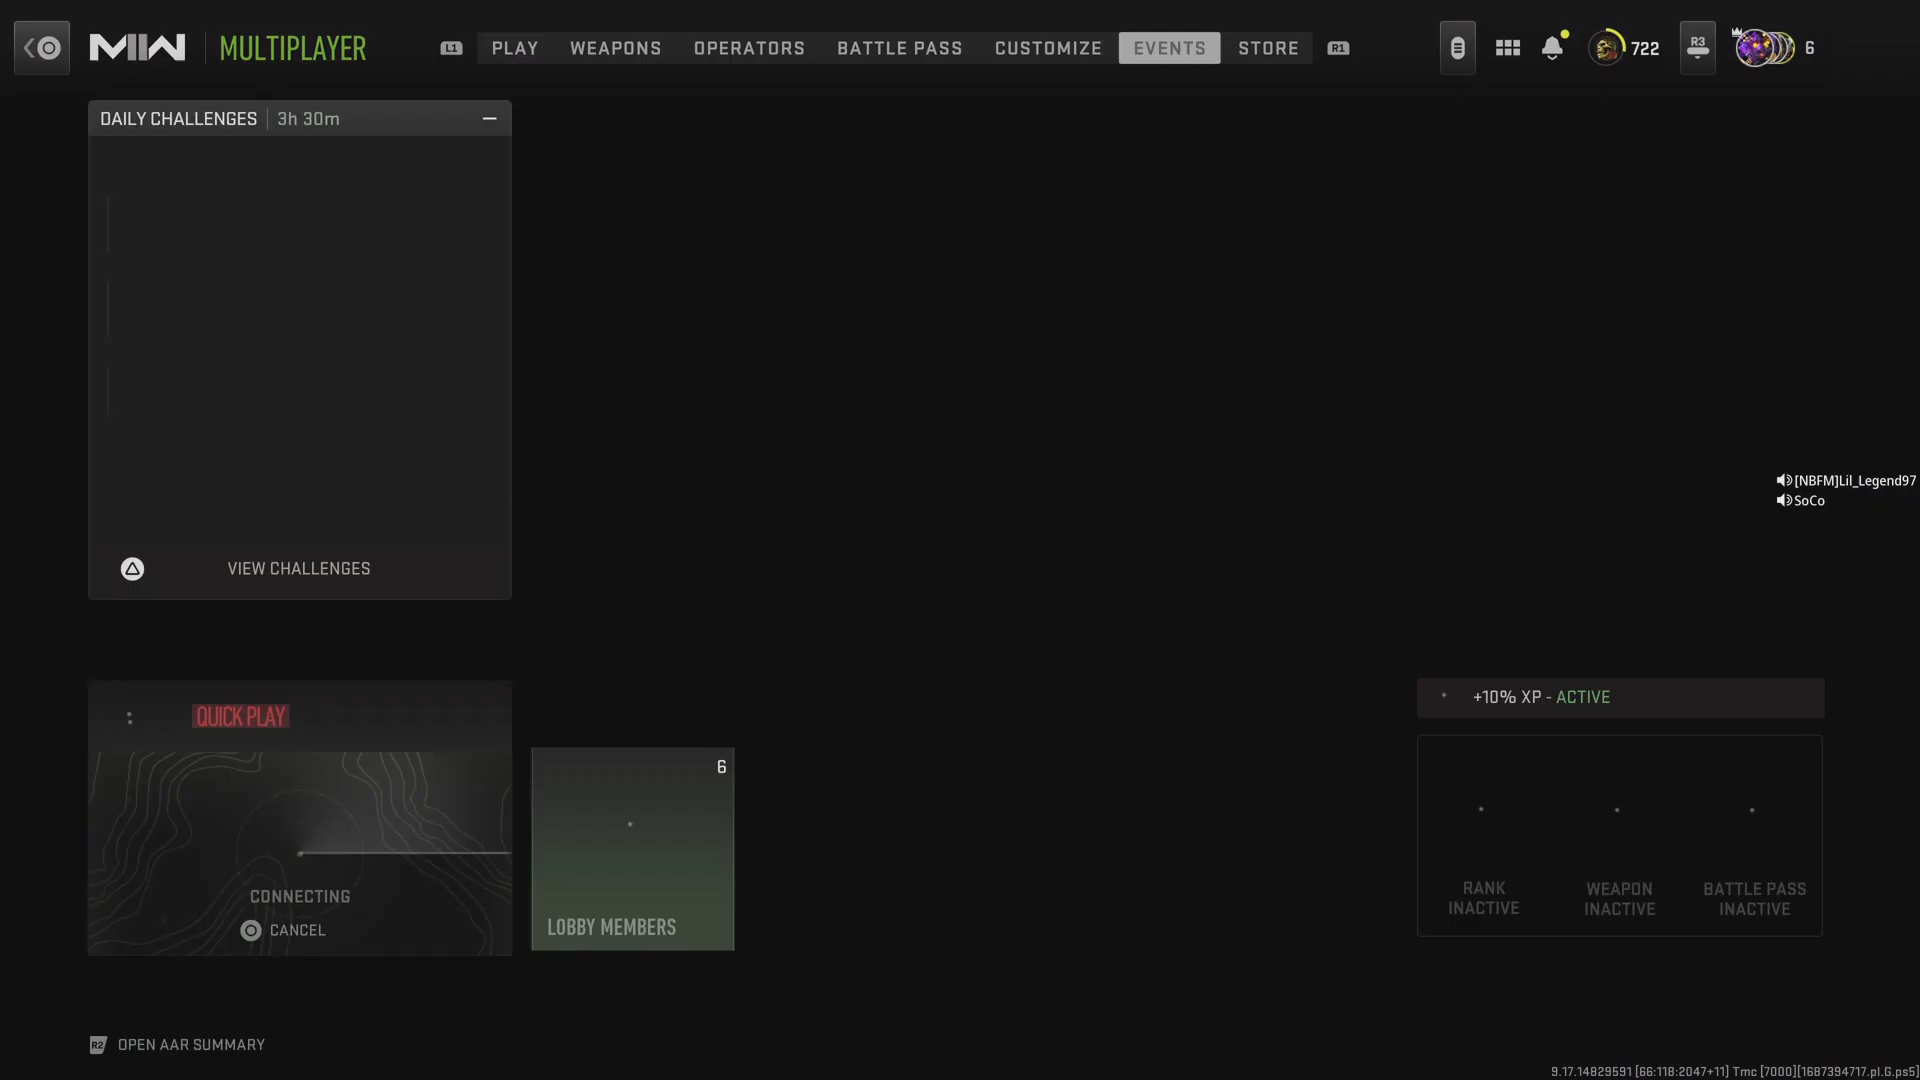 MWII MULTIPLAYER
L1 PLAY WEAPONS OPERATORS BATTLE PASS CUSTOMIZE EVENTS STORE R1
722 R3 6
DAILY CHALLENGES 3h 30m
[NBFM]Lil_Legend97
SoCo
VIEW CHALLENGES
QUICK PLAY
CONNECTING
CANCEL
6
LOBBY MEMBERS
+10% XP - ACTIVE
RANK INACTIVE
WEAPON INACTIVE
BATTLE PASS INACTIVE
R2 OPEN AAR SUMMARY
9.17.14829591 [66:118:2047+11] Tmc [7000][1687394717.pl.G.ps5]